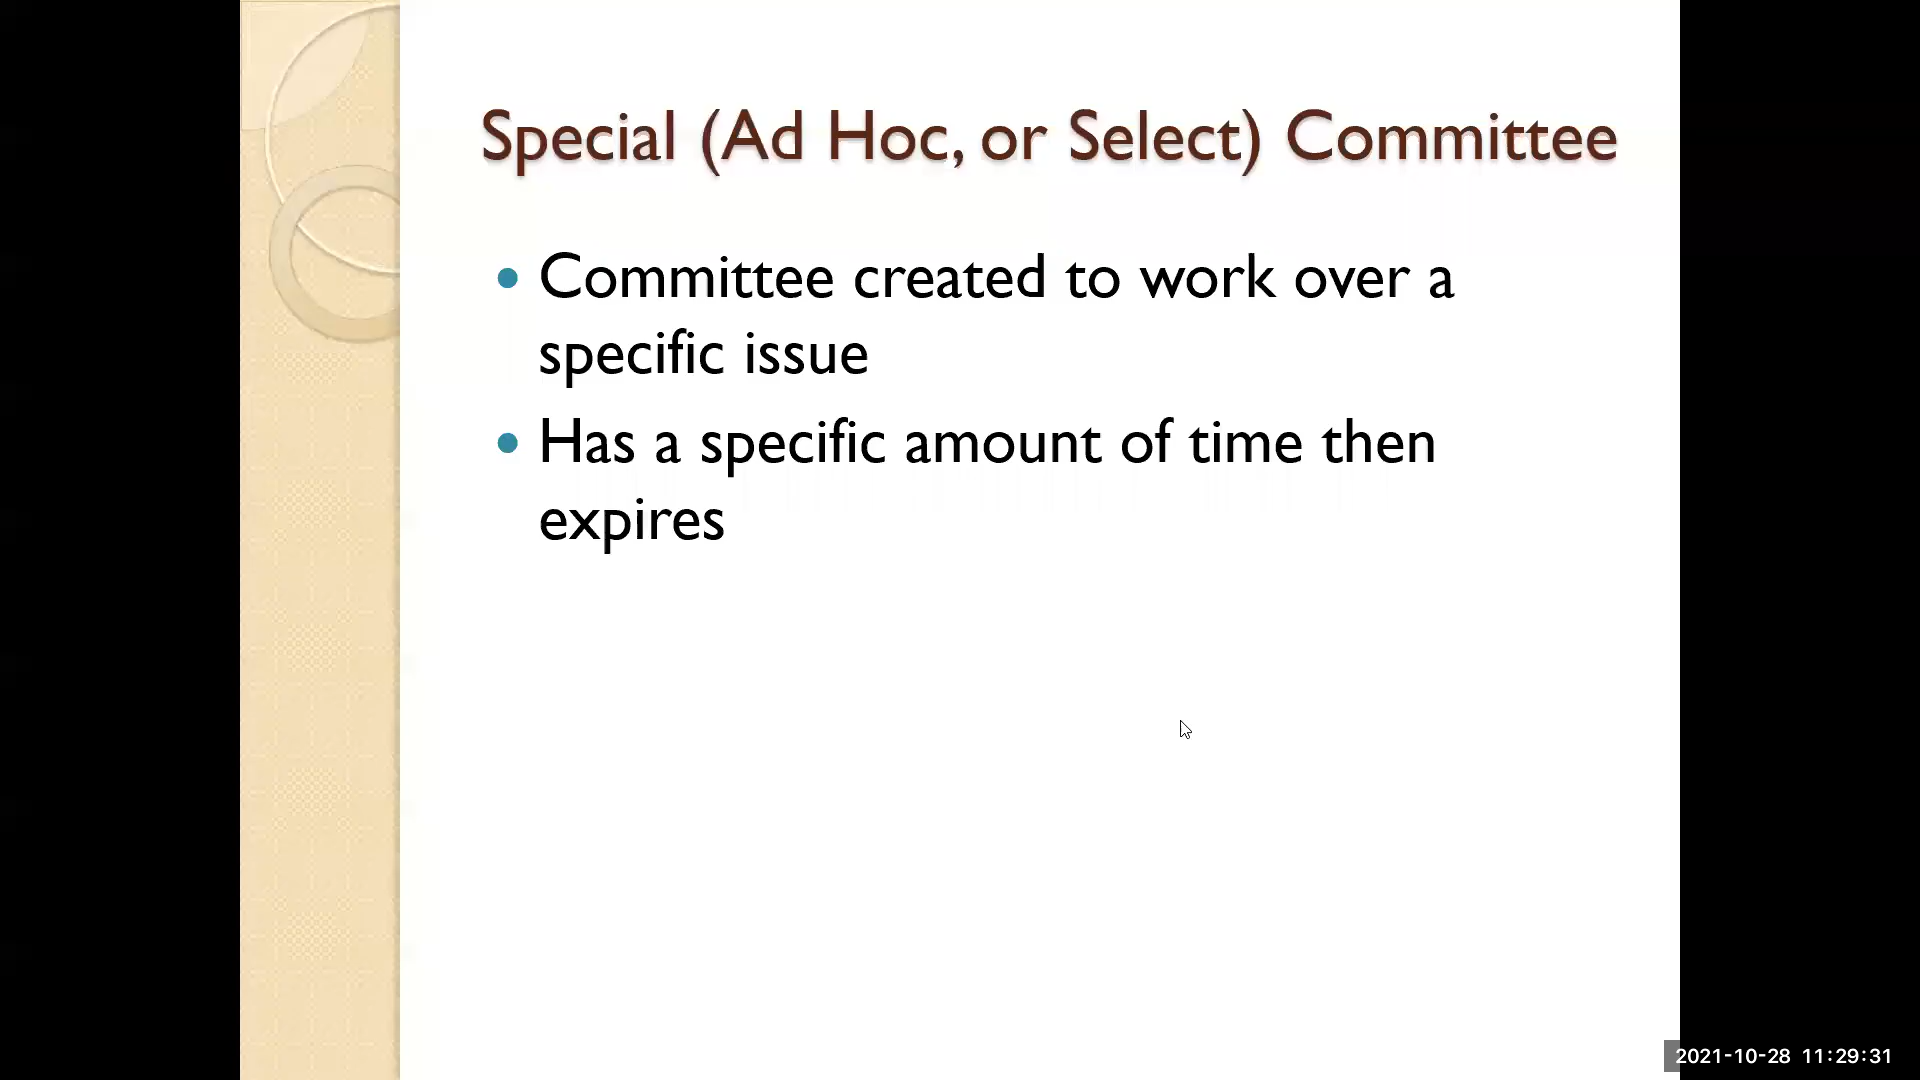 Special (Ad Hoc, or Select) Committee
• Committee created to work over a
specific issue
• Has a specific amount of time then
expires
2021-10-28 11:29:31